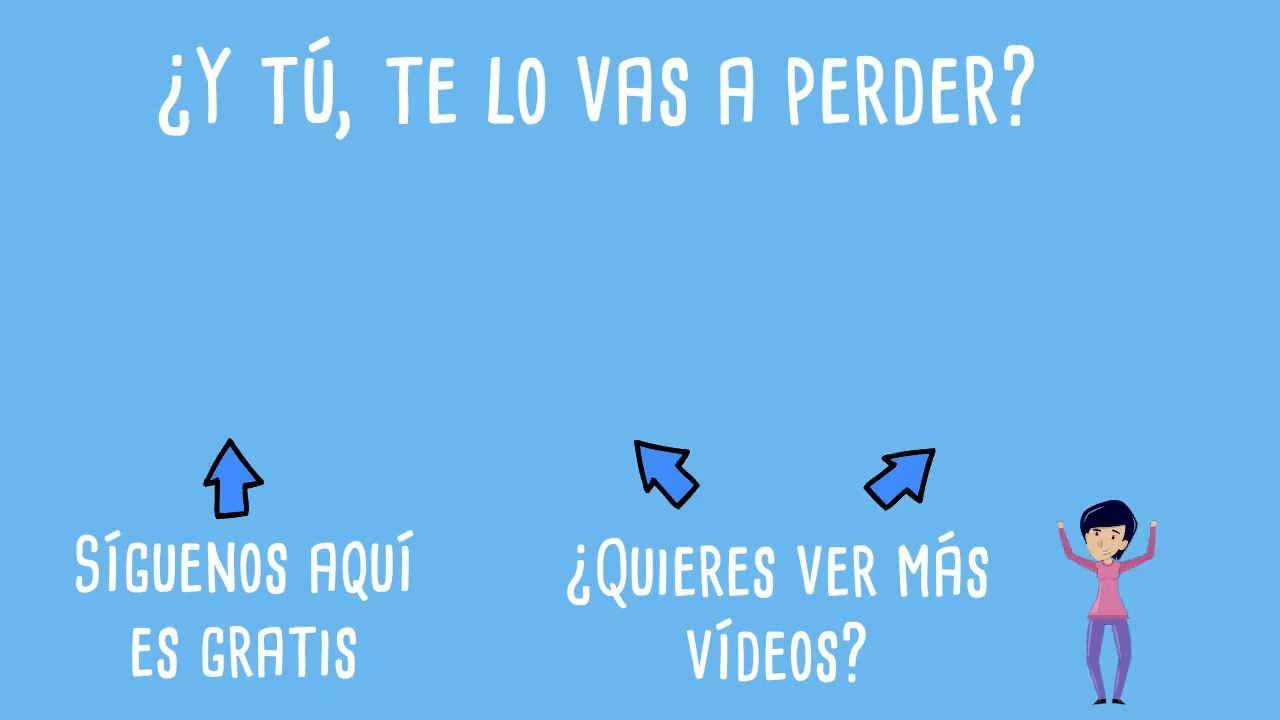 ¿Y TÚ, TE LO VAS A PERDER?
SÍGUENOS AQUÍ
ES GRATIS
¿QUIERES VER MÁS
VÍDEOS?